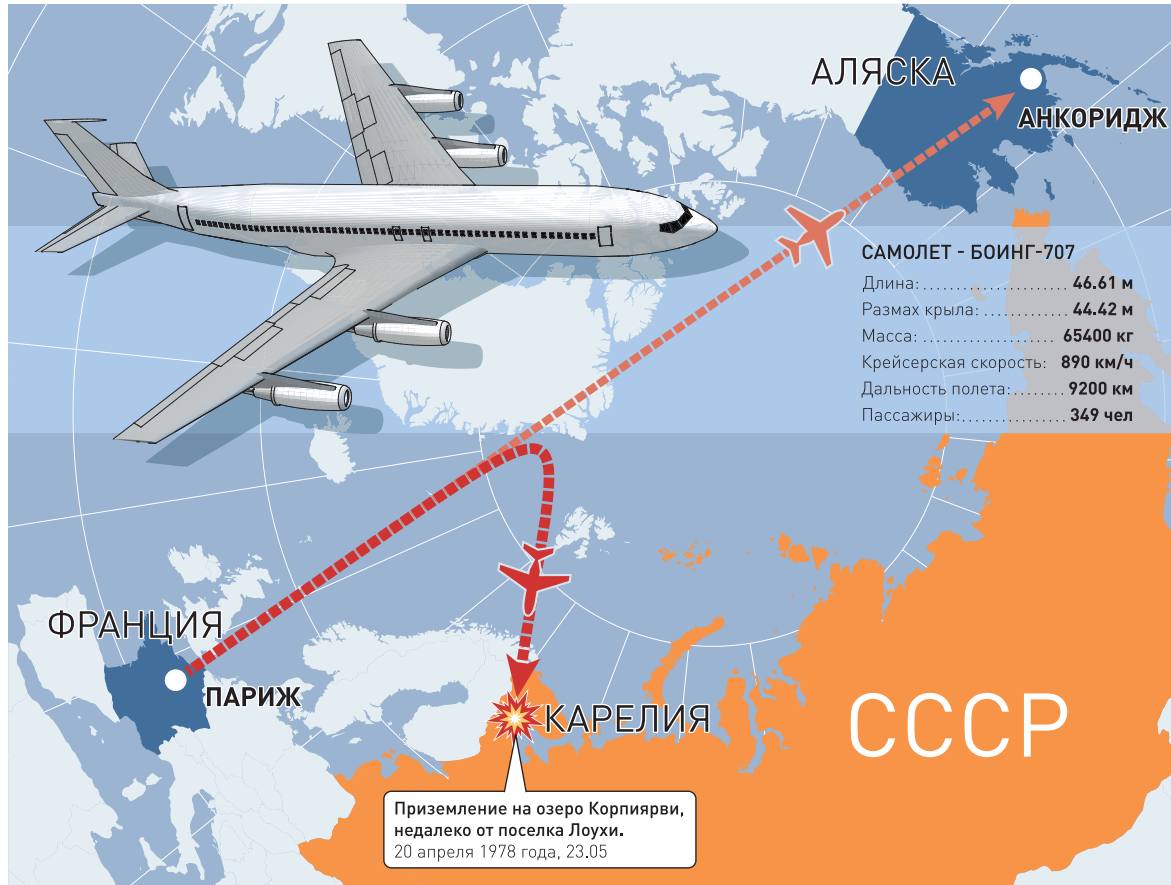 АЛЯСКА
АНКОРИДЖ
САМОЛЕТ - БОИНГ-707
Длина:..................... 46.61 м
Размах крыла:............ 44.42 м
Масса:..................... 65400 кг
Крейсерская скорость: 890 км/ч
Дальность полета:....... 9200 км
Пассажиры:............... 349 чел
ФРАНЦИЯ
ПАРИЖ
КАРЕЛИЯ
СССР
Приземление на озеро Корпиярви,
недалеко от поселка Лоухи.
20 апреля 1978 года, 23.05